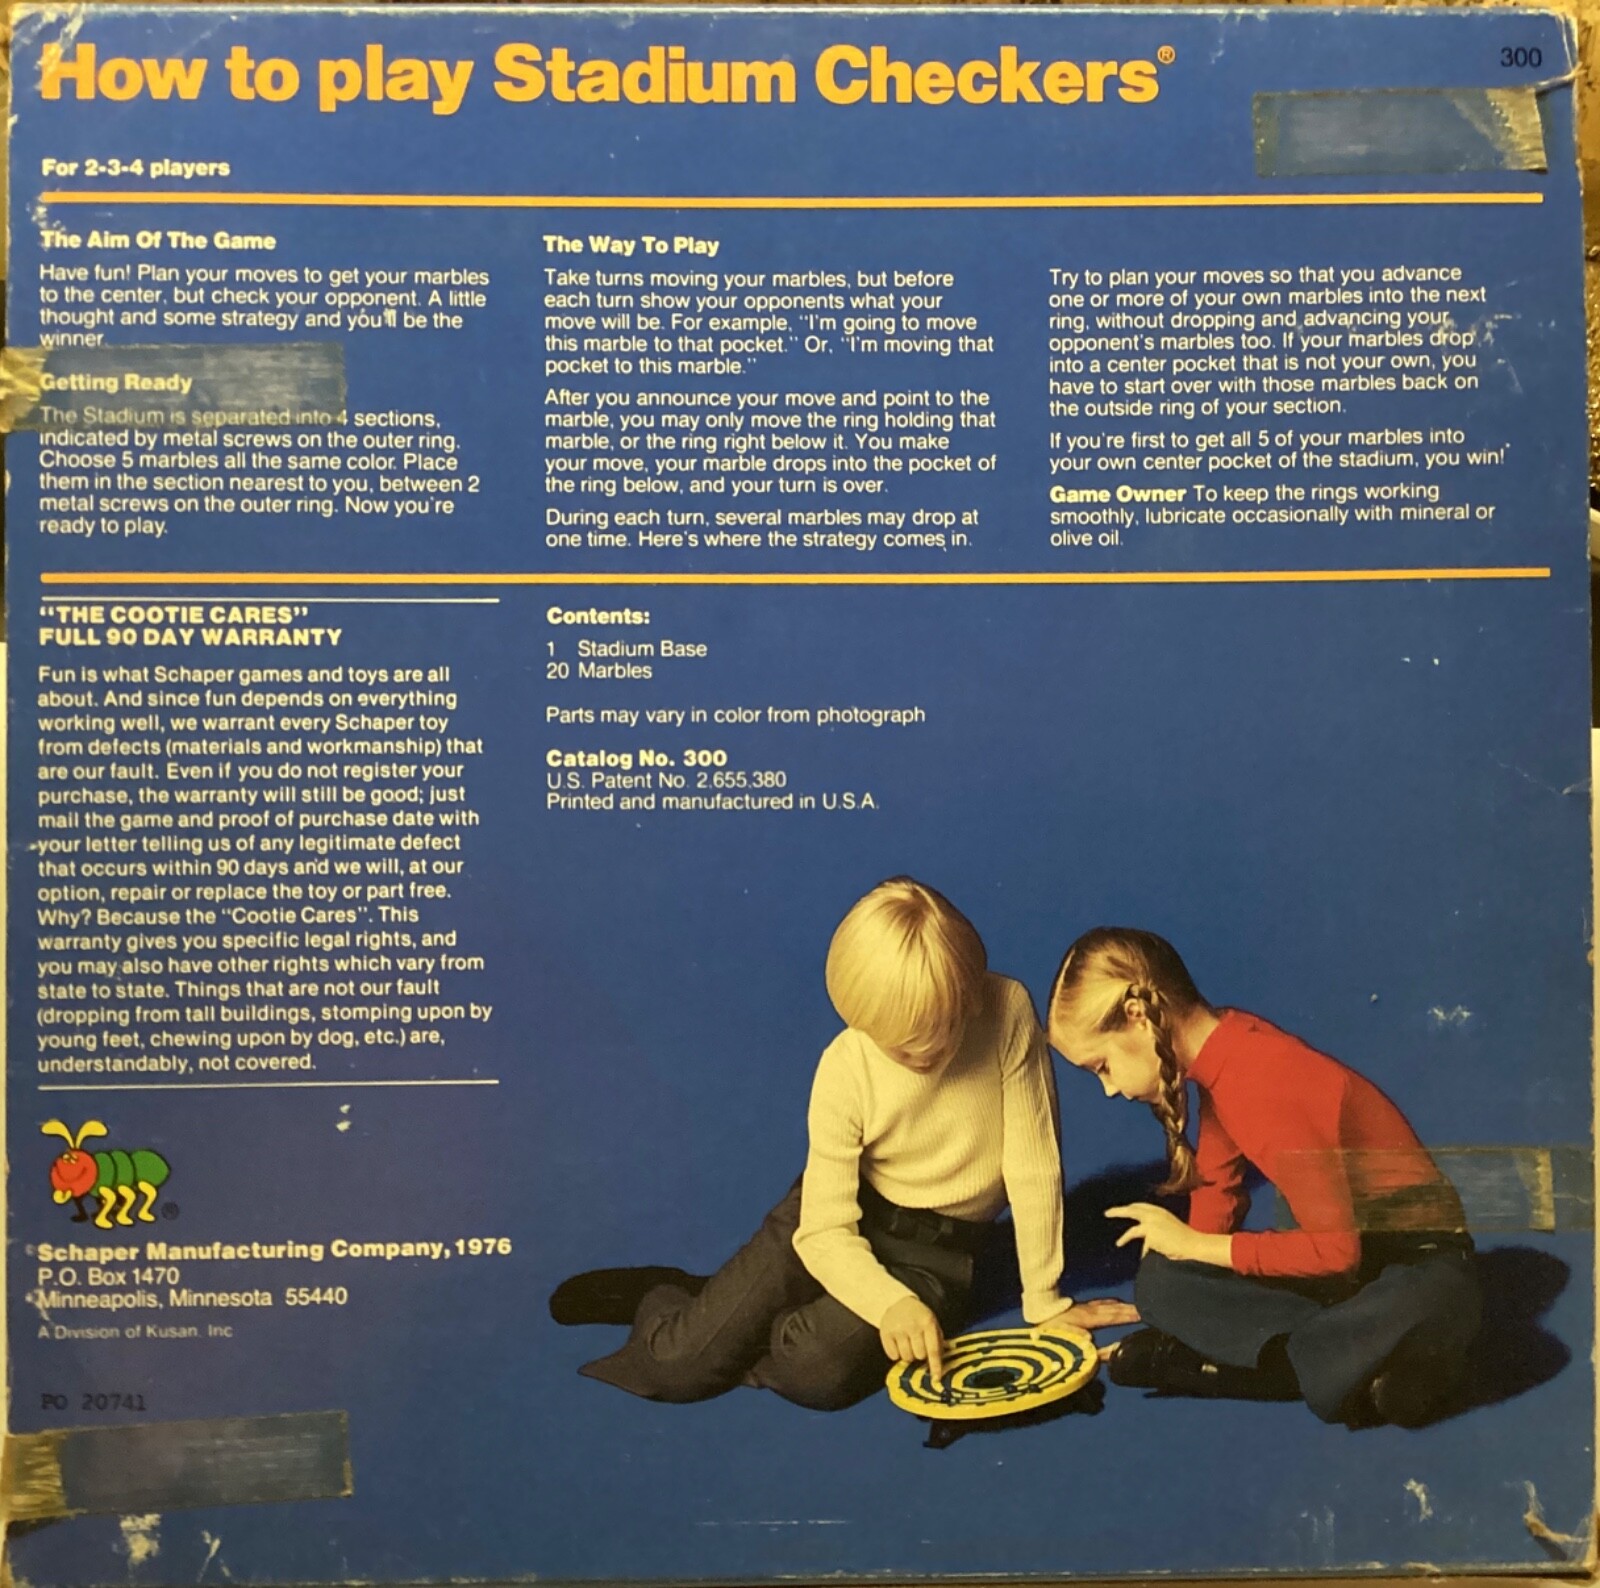 How to play Stadium Checkers®
300
For 2-3-4 players
The Aim Of The Game
Have fun! Plan your moves to get your marbles
to the center, but check your opponent. A little
thought and some strategy and you'll be the
winner
Getting Ready
The Stadium is separated into 4 sections,
indicated by metal screws on the outer ring.
Choose 5 marbles all the same color. Place
them in the section nearest to you, between 2
metal screws on the outer ring. Now you're
ready to play.
The Way To Play
Take turns moving your marbles, but before
each turn show your opponents what your
move will be. For example, "I'm going to move
this marble to that pocket." Or, "I'm moving that
pocket to this marble."
After you announce your move and point to the
marble, you may only move the ring holding that
marble, or the ring right below it. You make
your move, your marble drops into the pocket of
the ring below, and your turn is over.
During each turn, several marbles may drop at
one time. Here's where the strategy comes in.
Try to plan your moves so that you advance
one or more of your own marbles into the next
ring, without dropping and advancing your
opponent's marbles too. If your marbles drop
into a center pocket that is not your own, you
have to start over with those marbles back on
the outside ring of your section.
If you're first to get all 5 of your marbles into
your own center pocket of the stadium, you win!
Game Owner To keep the rings working
smoothly, lubricate occasionally with mineral or
olive oil.
"THE COOTIE CARES"
FULL 90 DAY WARRANTY
Fun is what Schaper games and toys are all
about. And since fun depends on everything
working well, we warrant every Schaper toy
from defects (materials and workmanship) that
are our fault. Even if you do not register your
purchase, the warranty will still be good; just
mail the game and proof of purchase date with
your letter telling us of any legitimate defect
that occurs within 90 days and we will, at our
option, repair or replace the toy or part free.
Why? Because the "Cootie Cares". This
warranty gives you specific legal rights, and
you may also have other rights which vary from
state to state. Things that are not our fault
(dropping from tall buildings, stomping upon by
young feet, chewing upon by dog, etc.) are,
understandably, not covered.
Contents:
1 Stadium Base
20 Marbles
Parts may vary in color from photograph
Catalog No. 300
U.S. Patent No. 2,655,380
Printed and manufactured in U.S.A.
®
©Schaper Manufacturing Company, 1976
P.O. Box 1470
Minneapolis, Minnesota 55440
A Division of Kusan, Inc
PO 20741